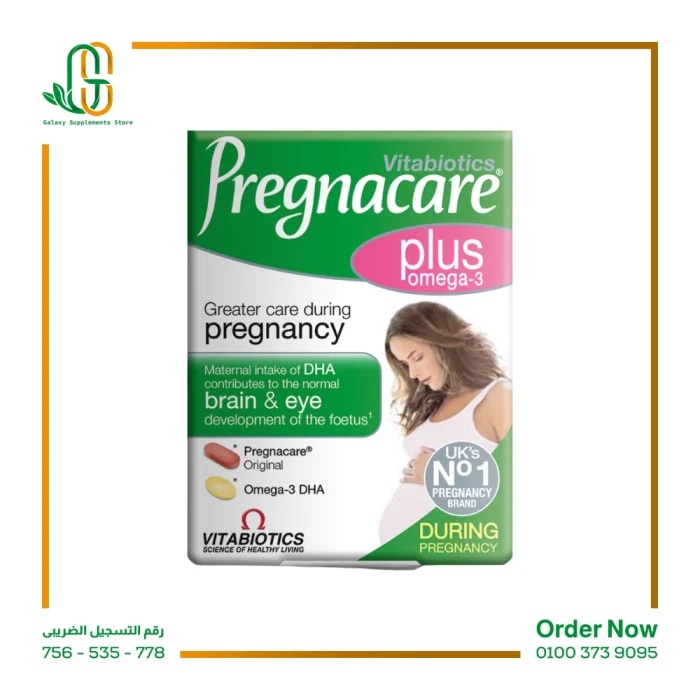 Galaxy Supplements Store
Vitabiotics
Pregnacare®
plus
omega-3
Greater care during
pregnancy
Maternal intake of DHA
contributes to the normal
brain & eye
development of the foetus¹
* Pregnacare®
Original
* Omega-3 DHA
UK's
Nº1
PREGNANCY
BRAND
VITABIOTICS
SCIENCE OF HEALTHY LIVING
DURING
PREGNANCY
رقم التسجيل الضريبى
756 - 535 - 778
Order Now
0100 373 9095